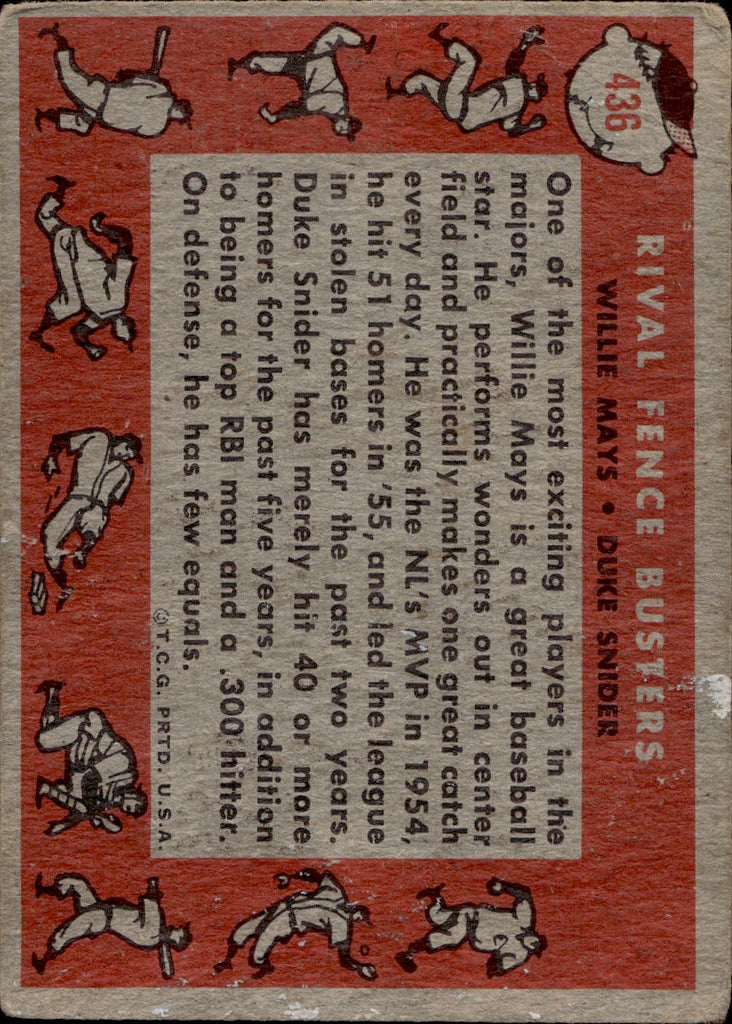 436
RIVAL FENCE BUSTERS
WILLIE MAYS • DUKE SNIDER
One of the most exciting players in the
majors, Willie Mays is a great baseball
star. He performs wonders out in center
field and practically makes one great catch
every day. He was the NL's MVP in 1954,
he hit 51 homers in '55, and led the league
in stolen bases for the past two years.
Duke Snider has merely hit 40 or more
homers for the past five years, in addition
to being a top RBI man and a .300 hitter.
On defense, he has few equals.
©T.C.G. PRTD. U.S.A.